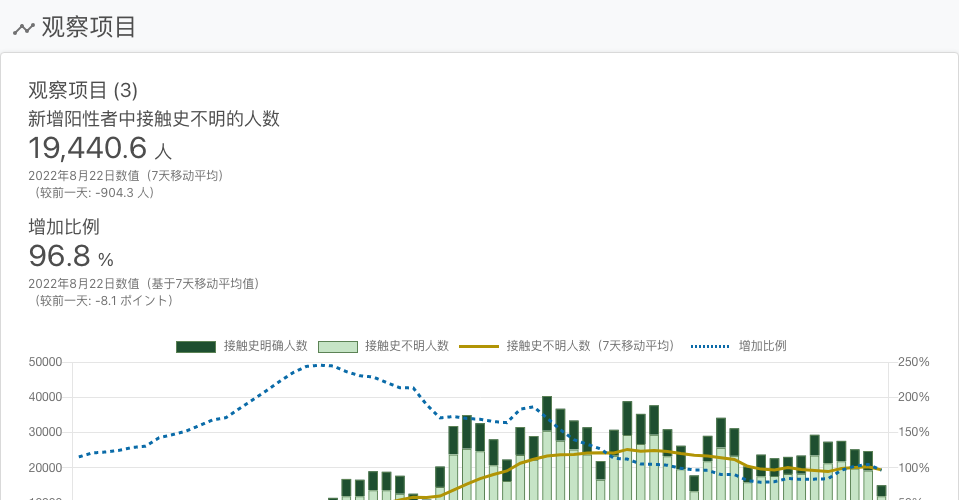 观察项目
观察项目 (3)
新增阳性者中接触史不明的人数
19,440.6 人
2022年8月22日数值（7天移动平均）
（较前一天: -904.3 人）
增加比例
96.8 %
2022年8月22日数值（基于7天移动平均值）
（较前一天: -8.1 ポイント）
接触史明确人数 接触史不明人数 接触史不明人数（7天移动平均） 增加比例
50000 250%
40000 200%
30000 150%
20000 100%
10000 50%